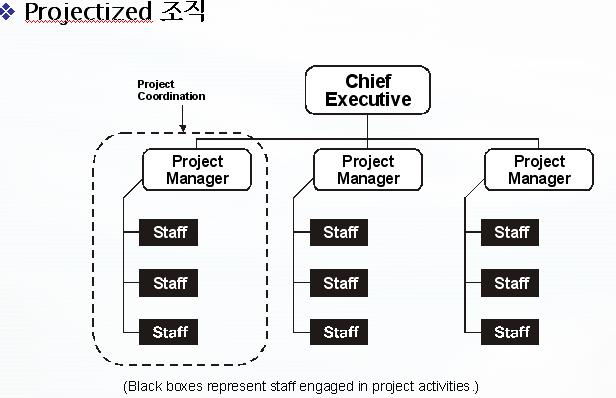 ❖ Projectized 조직
Project
Coordination
Chief
Executive
Project
Manager
Project
Manager
Project
Manager
Staff
Staff
Staff
Staff
Staff
Staff
Staff
Staff
Staff
(Black boxes represent staff engaged in project activities.)